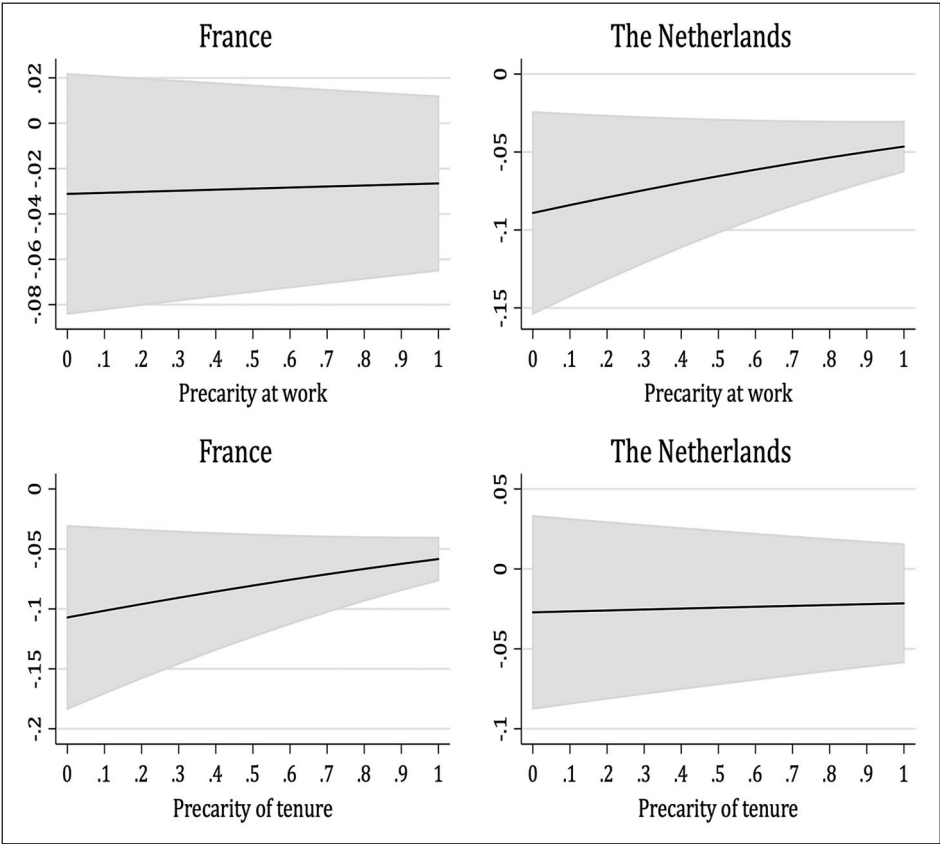 France
.02
0
-.02
-.04
-.06
-.08
0 .1 .2 .3 .4 .5 .6 .7 .8 .9 1
Precarity at work
The Netherlands
0
-.05
-.1
-.15
0 .1 .2 .3 .4 .5 .6 .7 .8 .9 1
Precarity at work
France
0
-.05
-.1
-.15
-.2
0 .1 .2 .3 .4 .5 .6 .7 .8 .9 1
Precarity of tenure
The Netherlands
.05
0
-.05
-.1
0 .1 .2 .3 .4 .5 .6 .7 .8 .9 1
Precarity of tenure